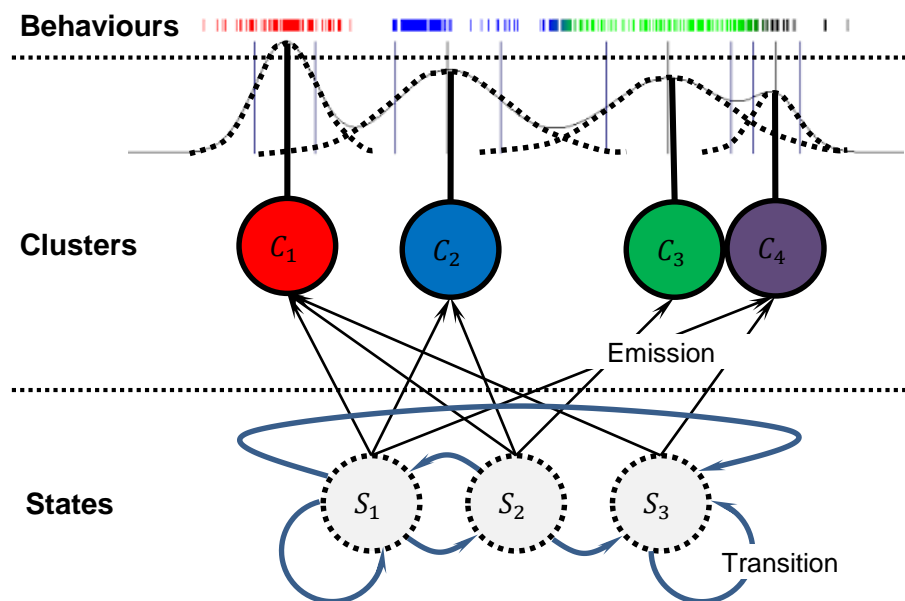 Behaviours
Clusters
C₁
C₂
C₃
C₄
Emission
States
S₁
S₂
S₃
Transition